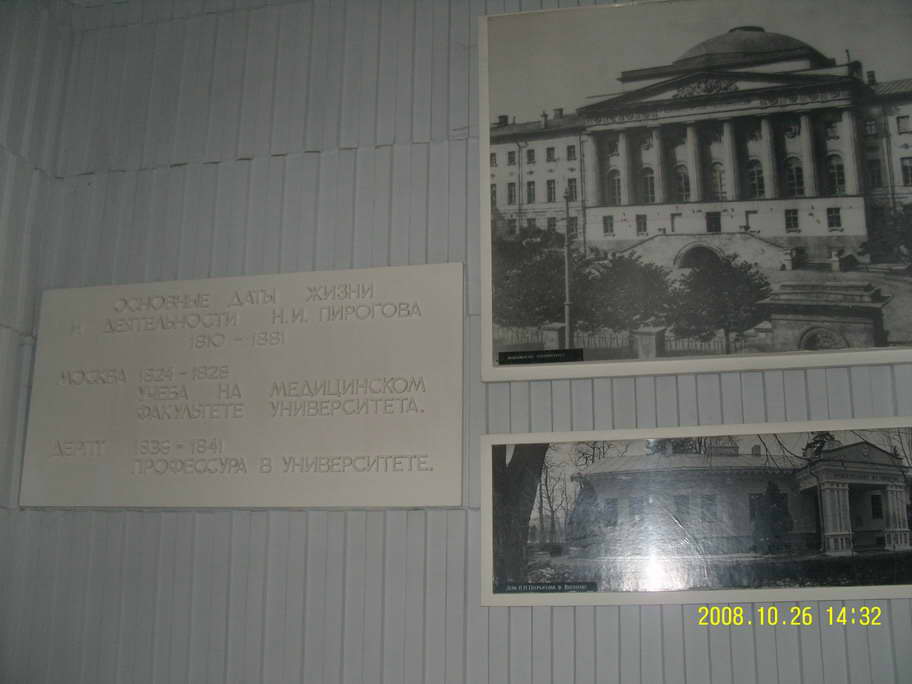 ОСНОВНЫЕ ДАТЫ ЖИЗНИ
И ДЕЯТЕЛЬНОСТИ Н.И. ПИРОГОВА
1810 - 1881
МОСКВА 1824 - 1828
УЧЕБА НА МЕДИЦИНСКОМ
ФАКУЛЬТЕТЕ УНИВЕРСИТЕТА.
ДЕРПТ 1836 - 1841
ПРОФЕССУРА В УНИВЕРСИТЕТЕ.
2008.10.26 14:32